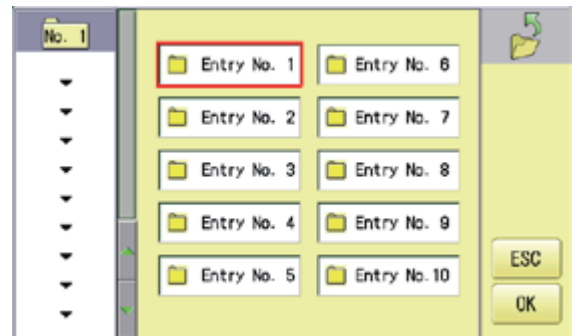 No. 1
Entry No. 1
Entry No. 6
Entry No. 2
Entry No. 7
Entry No. 3
Entry No. 8
Entry No. 4
Entry No. 9
Entry No. 5
Entry No.10
ESC
OK